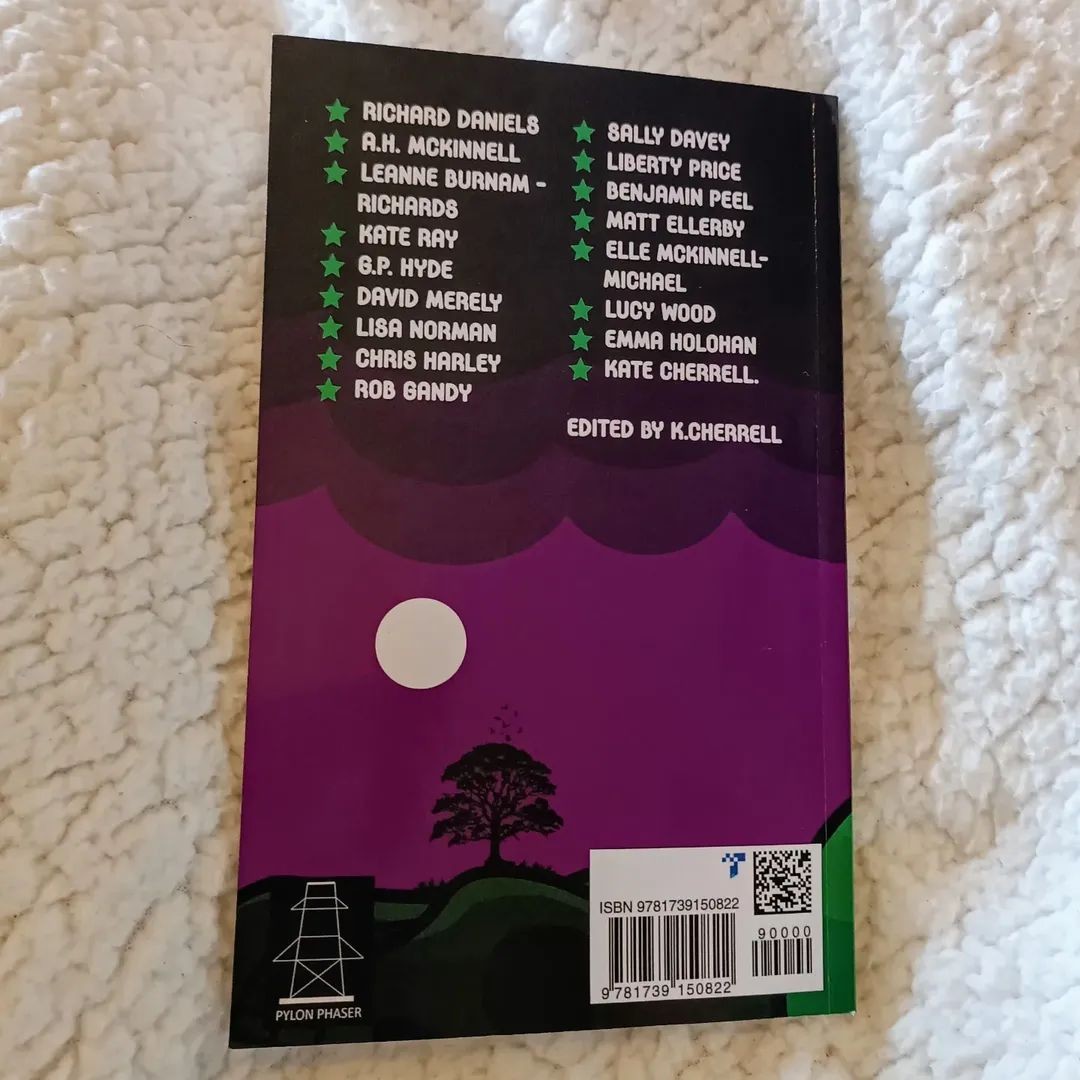 RICHARD DANIELS
A.H. MCKINNELL
LEANNE BURNAM -
RICHARDS
KATE RAY
G.P. HYDE
DAVID MERELY
LISA NORMAN
CHRIS HARLEY
ROB GANDY
SALLY DAVEY
LIBERTY PRICE
BENJAMIN PEEL
MATT ELLERBY
ELLE MCKINNELL-
MICHAEL
LUCY WOOD
EMMA HOLOHAN
KATE CHERRELL.
EDITED BY K.CHERRELL
ISBN 9781739150822
90000
9 781739 150822
PYLON PHASER